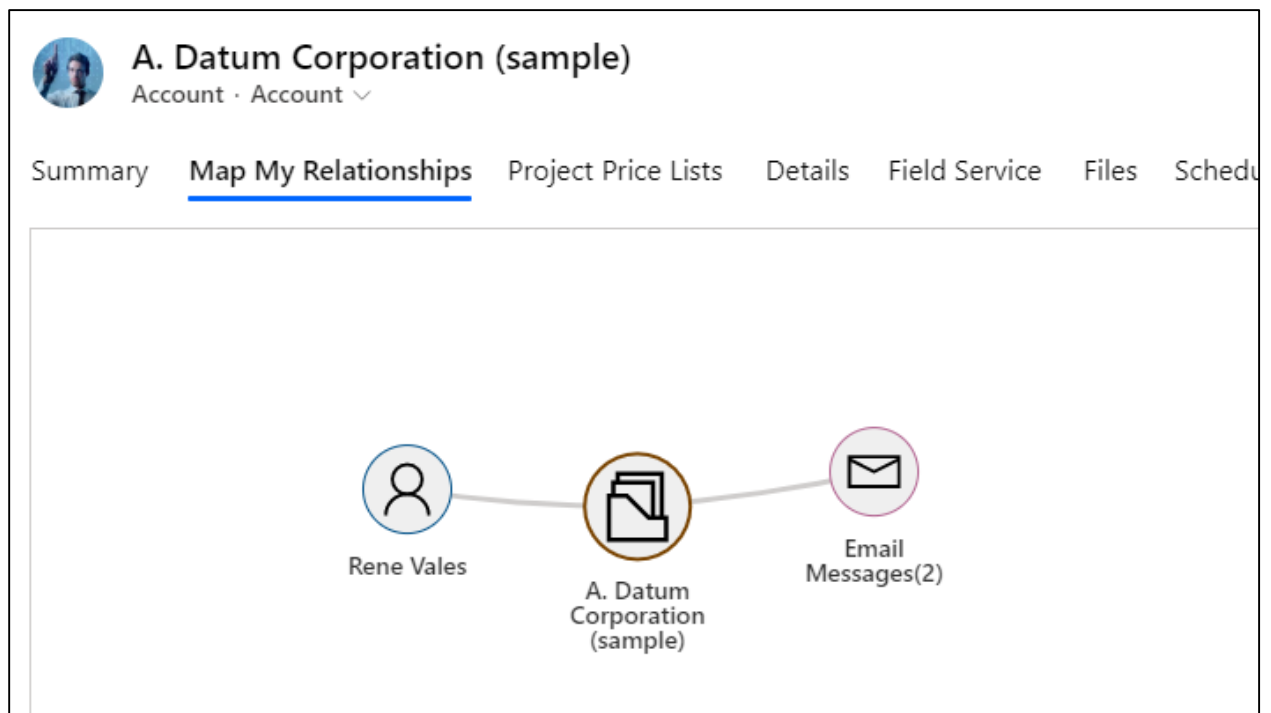 A. Datum Corporation (sample)
Account · Account
Summary Map My Relationships Project Price Lists Details Field Service Files Schedu
Rene Vales
A. Datum
Corporation
(sample)
Email
Messages(2)